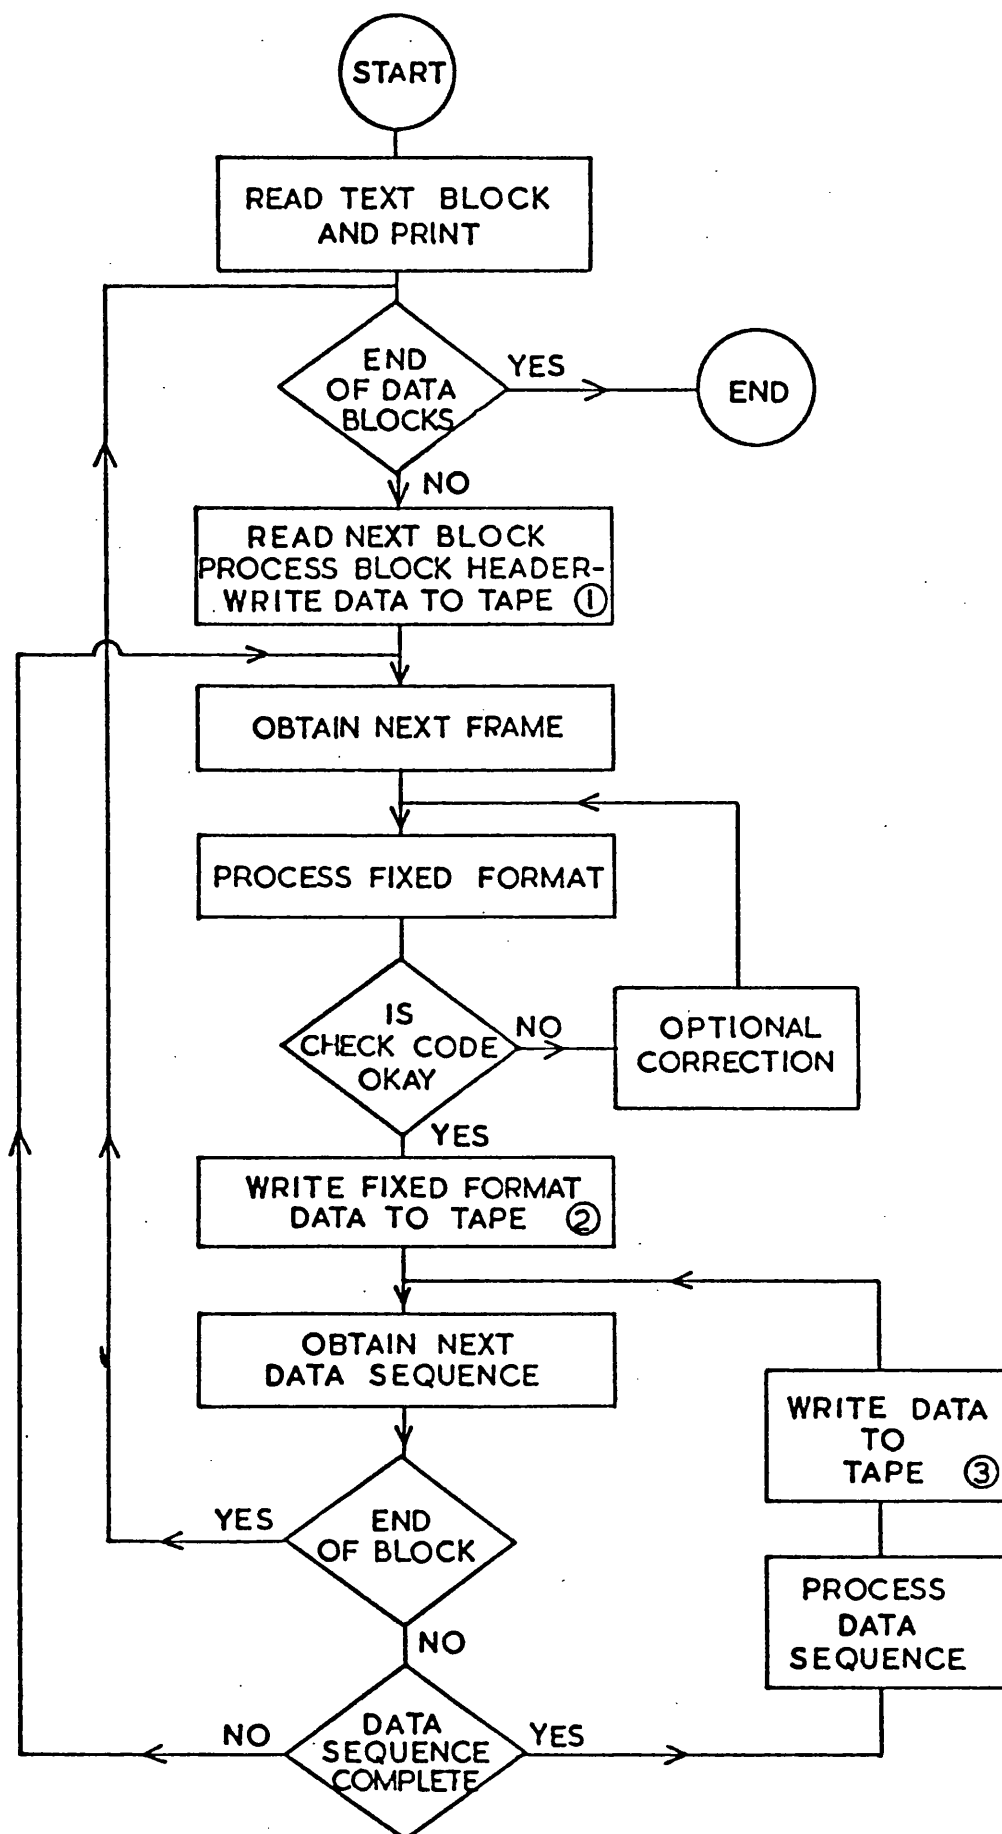 START
READ TEXT BLOCK
AND PRINT
END
OF DATA
BLOCKS
YES
END
NO
READ NEXT BLOCK
PROCESS BLOCK HEADER-
WRITE DATA TO TAPE ①
OBTAIN NEXT FRAME
PROCESS FIXED FORMAT
IS
CHECK CODE
OKAY
NO
OPTIONAL
CORRECTION
YES
WRITE FIXED FORMAT
DATA TO TAPE ②
OBTAIN NEXT
DATA SEQUENCE
WRITE DATA
TO
TAPE ③
YES
END
OF BLOCK
PROCESS
DATA
SEQUENCE
NO
NO
DATA
SEQUENCE
COMPLETE
YES